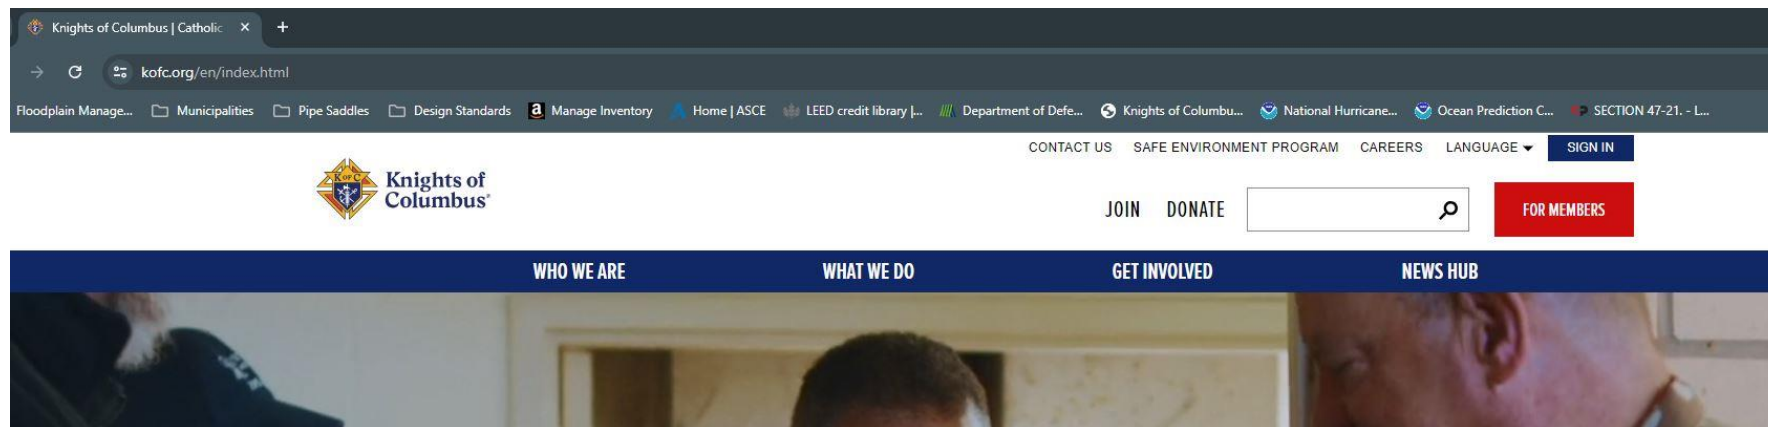 Knights of Columbus | Catholic
kofc.org/en/index.html
Floodplain Manage... Municipalities Pipe Saddles Design Standards Manage Inventory Home | ASCE LEED credit library |... Department of Defe... Knights of Columbu... National Hurricane... Ocean Prediction C... SECTION 47-21. - L...
CONTACT US SAFE ENVIRONMENT PROGRAM CAREERS LANGUAGE SIGN IN
K OF C
Knights of
Columbus
JOIN DONATE FOR MEMBERS
WHO WE ARE WHAT WE DO GET INVOLVED NEWS HUB